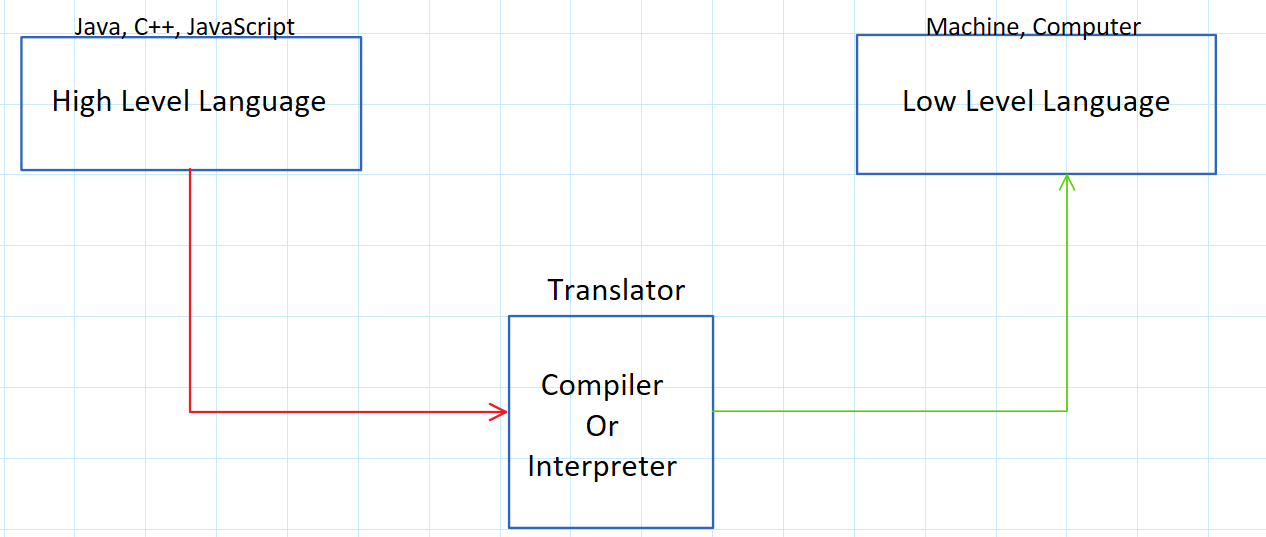 Java, C++, JavaScript
High Level Language
Machine, Computer
Low Level Language
Translator
Compiler
Or
Interpreter